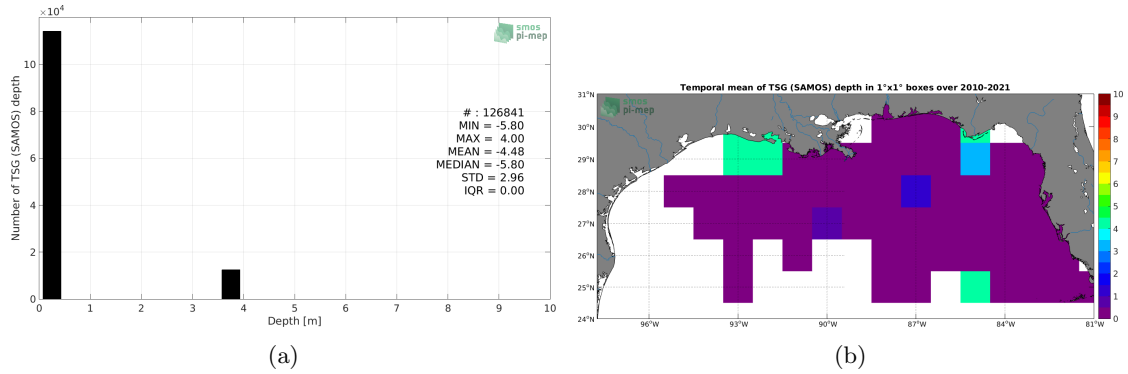 ×10⁴
smos
pi-mep
10
8
6
4
2
0
Number of TSG (SAMOS) depth
# : 126841
MIN = -5.80
MAX = 4.00
MEAN = -4.48
MEDIAN = -5.80
STD = 2.96
IQR = 0.00
0 1 2 3 4 5 6 7 8 9 10
Depth [m]
(a)
Temporal mean of TSG (SAMOS) depth in 1°x1° boxes over 2010-2021
smos
pi-mep
31°N
30°N
29°N
28°N
27°N
26°N
25°N
24°N
96°W 93°W 90°W 87°W 84°W 81°W
10
9
8
7
6
5
4
3
2
1
0
(b)